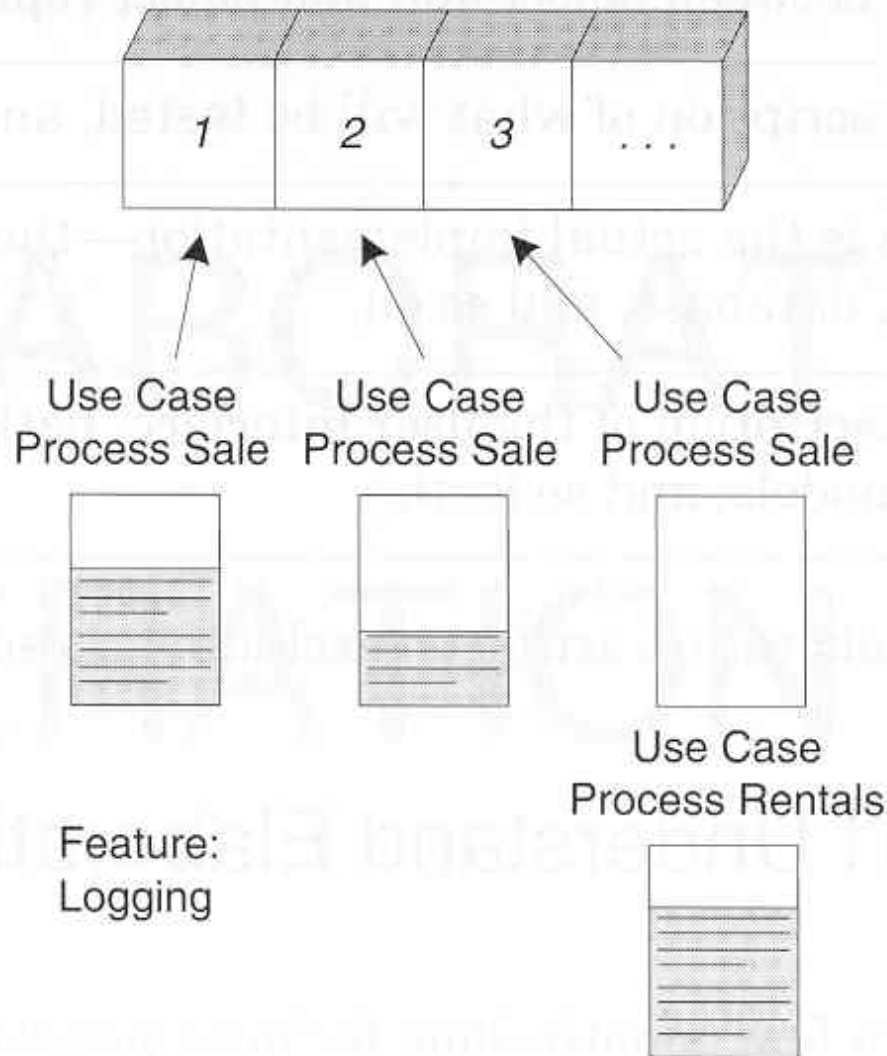 1 2 3 . . .
Use Case Use Case Use Case
Process Sale Process Sale Process Sale
Use Case
Process Rentals
Feature:
Logging